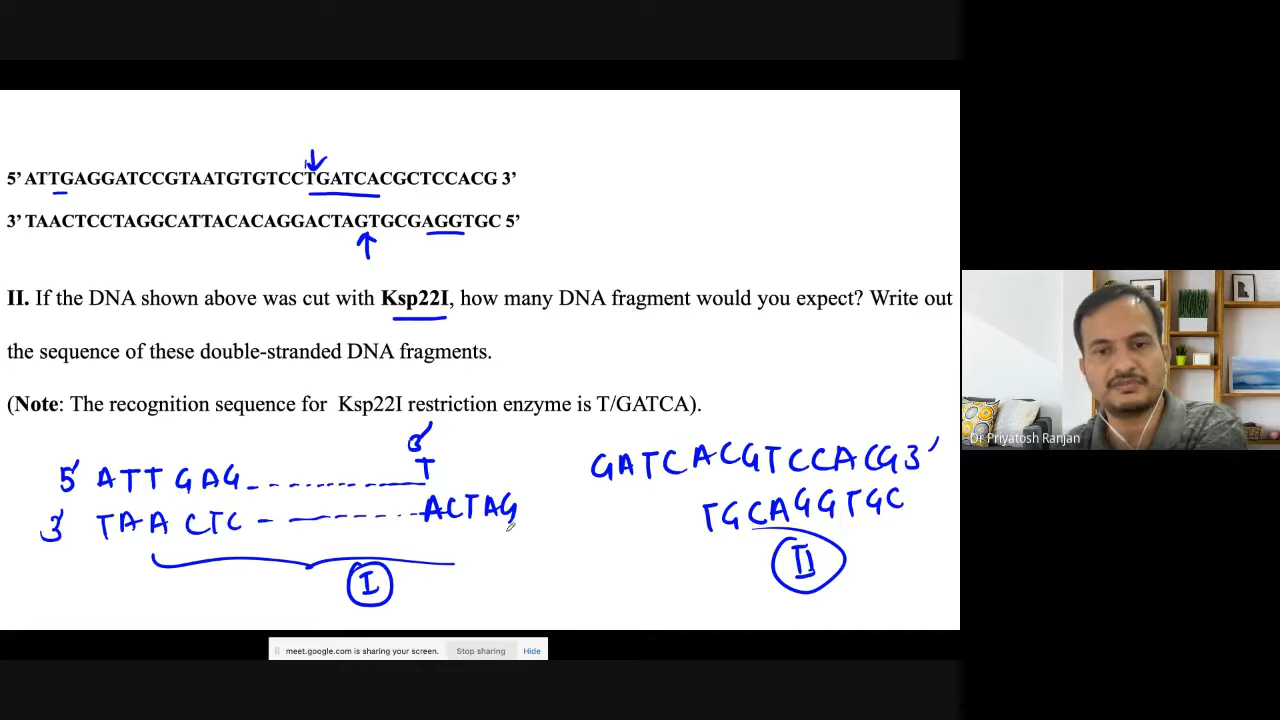 5’ ATTGAGGATCCGTAATGTGTCCTGATCACGCTCCACG 3’
3’ TAACTCCTAGGCATTACACAGGACTAGTGCGAGGTGC 5’
II. If the DNA shown above was cut with Ksp22I, how many DNA fragment would you expect? Write out
the sequence of these double-stranded DNA fragments.
(Note: The recognition sequence for Ksp22I restriction enzyme is T/GATCA).
3'
T
5' ATTGAG
3' TAACTC ACTAG
I
GATCACGTCCACG3'
TGCAGGTGC
II
Dr Priyatosh Ranjan
meet.google.com is sharing your screen. Stop sharing Hide